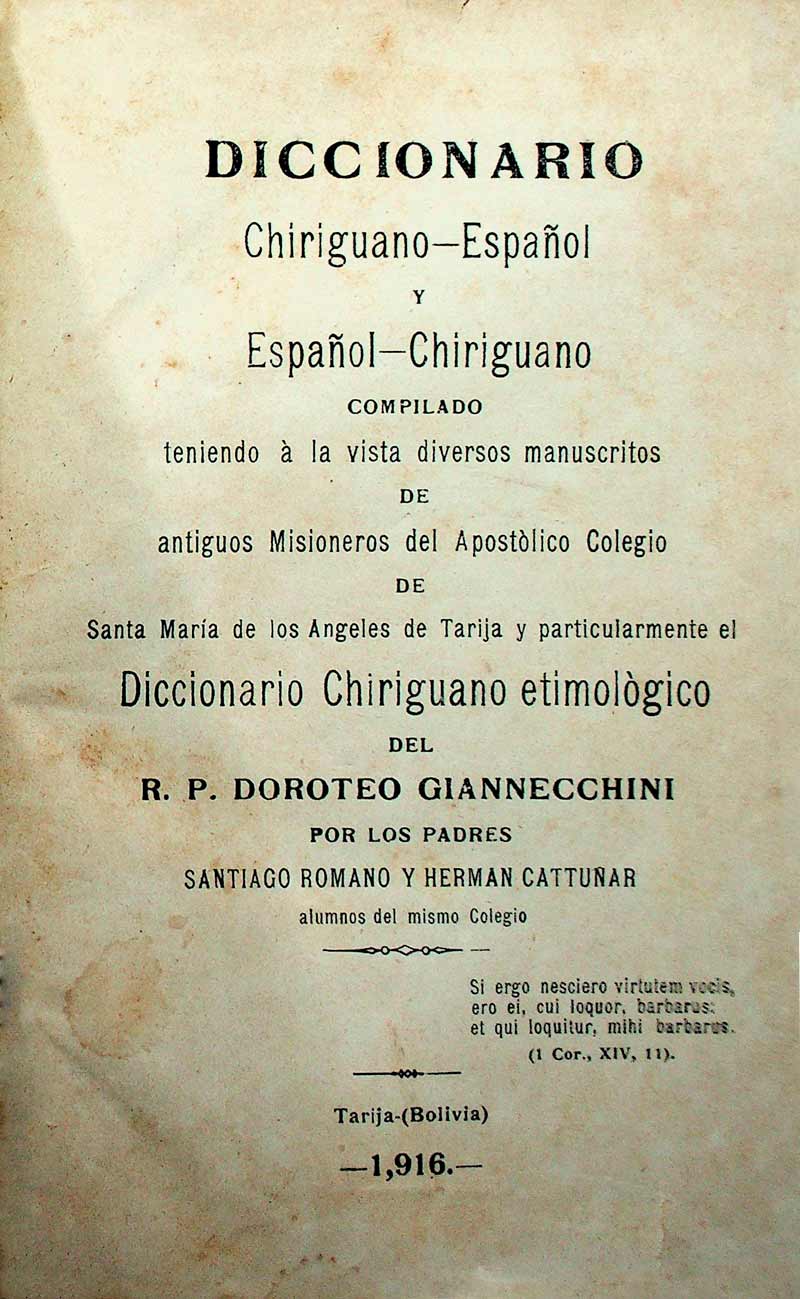 DICCIONARIO
Chiriguano—Español
Y
Español—Chiriguano
COMPILADO
teniendo à la vista diversos manuscritos
DE
antiguos Misioneros del Apostòlico Colegio
DE
Santa María de los Angeles de Tarija y particularmente el
Diccionario Chiriguano etimològico
DEL
R. P. DOROTEO GIANNECCHINI
POR LOS PADRES
SANTIAGO ROMANO Y HERMAN CATTUÑAR
alumnos del mismo Colegio
Si ergo nesciero virtutem vocis,
ero ei, cui loquor, barbarus:
et qui loquitur, mihi barbarus.
(1 Cor., XIV, 11).
Tarija-(Bolivia)
—1,916.—